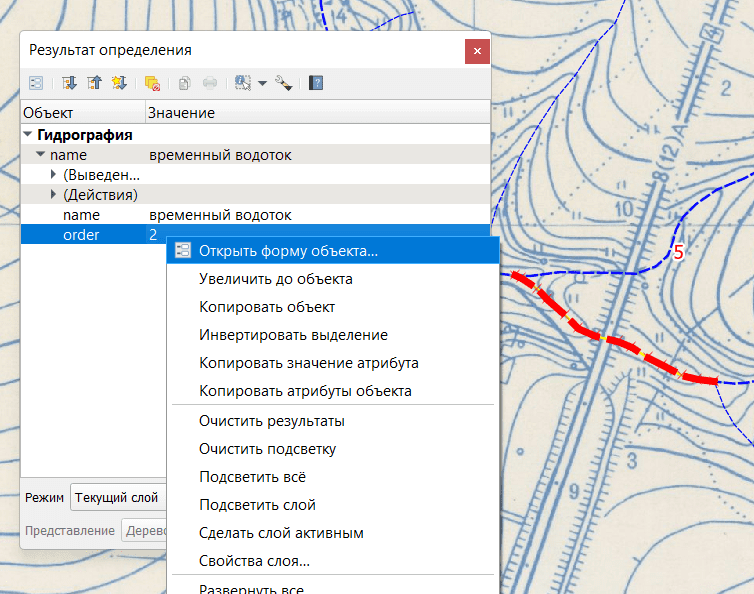 4
Результат определения
4
2
Объект
Значение
Гидрография
name
временный водоток
(Выведен...
(Действия)
name
временный водоток
order
2
8(12)А
10
5
Открыть форму объекта...
Увеличить до объекта
Копировать объект
Инвертировать выделение
Копировать значение атрибута
Копировать атрибуты объекта
Очистить результаты
Очистить подсветку
Подсветить всё
Подсветить слой
Сделать слой активным
Свойства слоя...
Развернуть все
3
9
Режим
Текущий слой
Представление